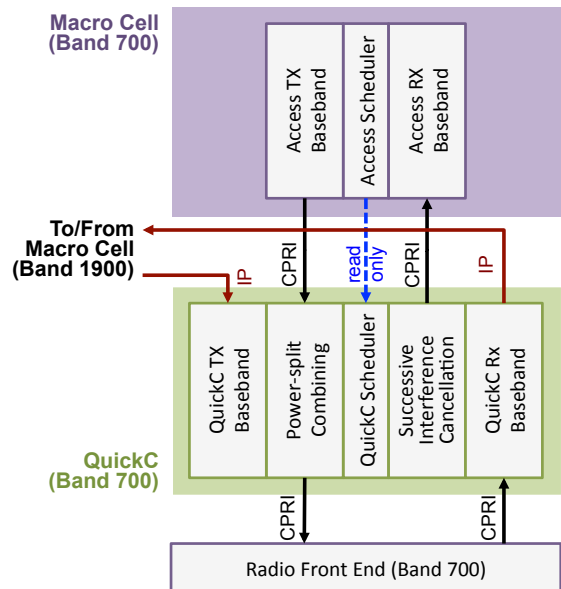 Macro Cell
(Band 700)
Access TX
Baseband
Access Scheduler
Access RX
Baseband
To/From
Macro Cell
(Band 1900)
IP
CPRI
read
only
CPRI
IP
QuickC TX
Baseband
Power-split
Combining
QuickC Scheduler
Successive
Interference
Cancellation
QuickC Rx
Baseband
QuickC
(Band 700)
CPRI
CPRI
Radio Front End (Band 700)